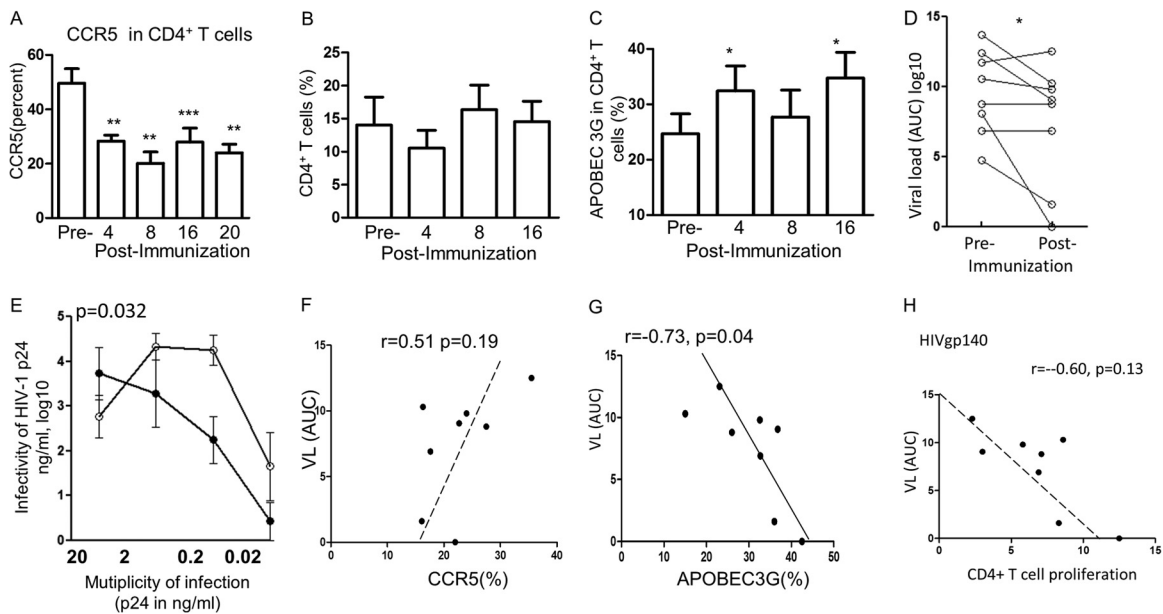 A
CCR5 in CD4⁺ T cells
CCR5(percent)
60
40
20
0
**
**
***
**
Pre- 4 8 16 20
Post-Immunization
B
CD4⁺ T cells (%)
25
20
15
10
5
0
Pre- 4 8 16
Post-Immunization
C
APOBEC 3G in CD4⁺ T
cells (%)
40
30
20
10
*
*
Pre- 4 8 16
Post-Immunization
D
*
Viral load (AUC) log10
15
10
5
0
Pre- Post-
Immunization
E
p=0.032
Infectivity of HIV-1 p24
ng/ml, log10
5
4
3
2
1
0
20 2 0.2 0.02
Mutiplicity of infection
(p24 in ng/ml)
F
r=0.51 p=0.19
VL (AUC)
15
10
5
0
0 10 20 30 40
CCR5(%)
G
r=-0.73, p=0.04
VL (AUC)
15
10
5
0
0 10 20 30 40 50
APOBEC3G(%)
H
HIVgp140
r=--0.60, p=0.13
VL (AUC)
15
10
5
0
0 5 10 15
CD4+ T cell proliferation